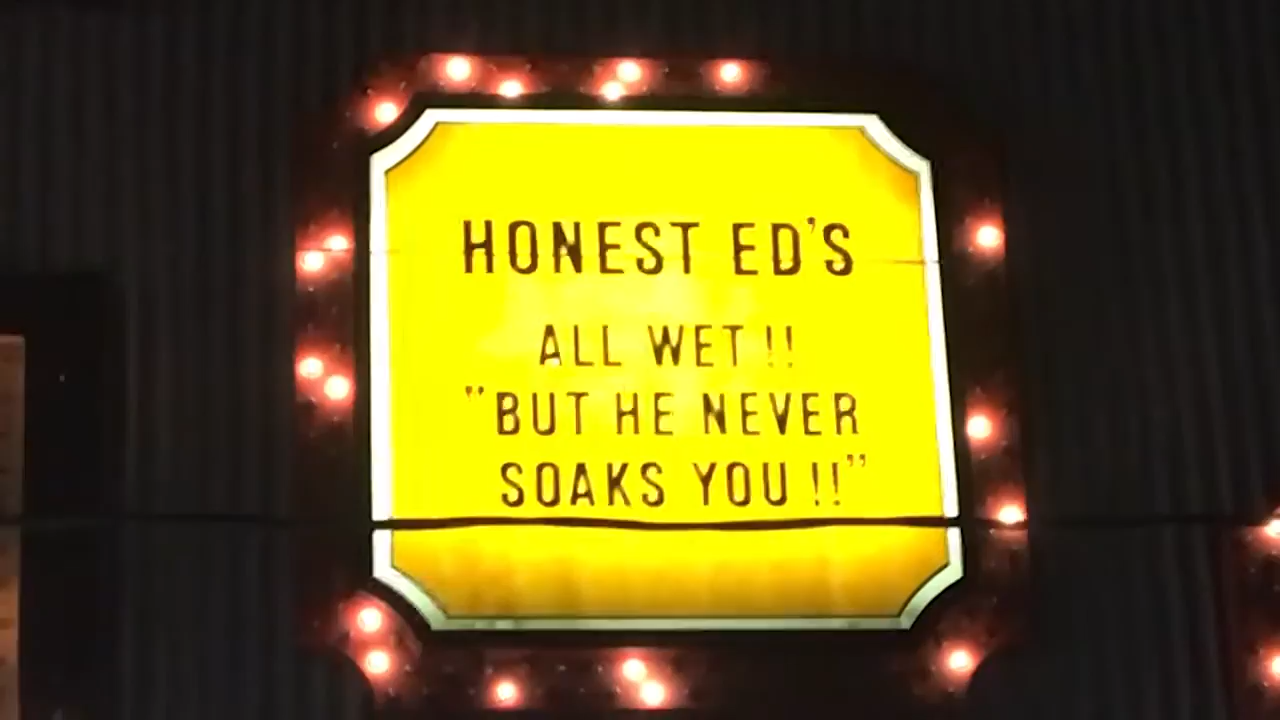 HONEST ED'S
ALL WET!!
"BUT HE NEVER
SOAKS YOU!!"